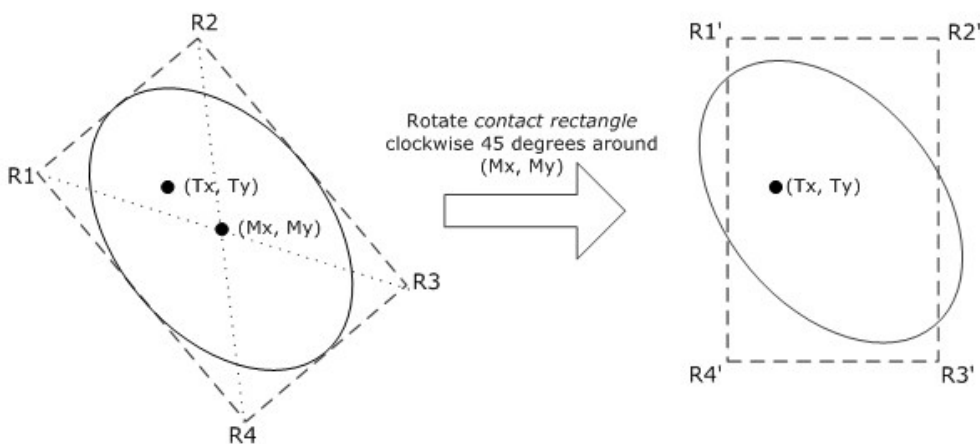 R2
R1
(Tx, Ty)
(Mx, My)
R3
R4
Rotate contact rectangle
clockwise 45 degrees around
(Mx, My)
R1'
R2'
(Tx, Ty)
R4'
R3'